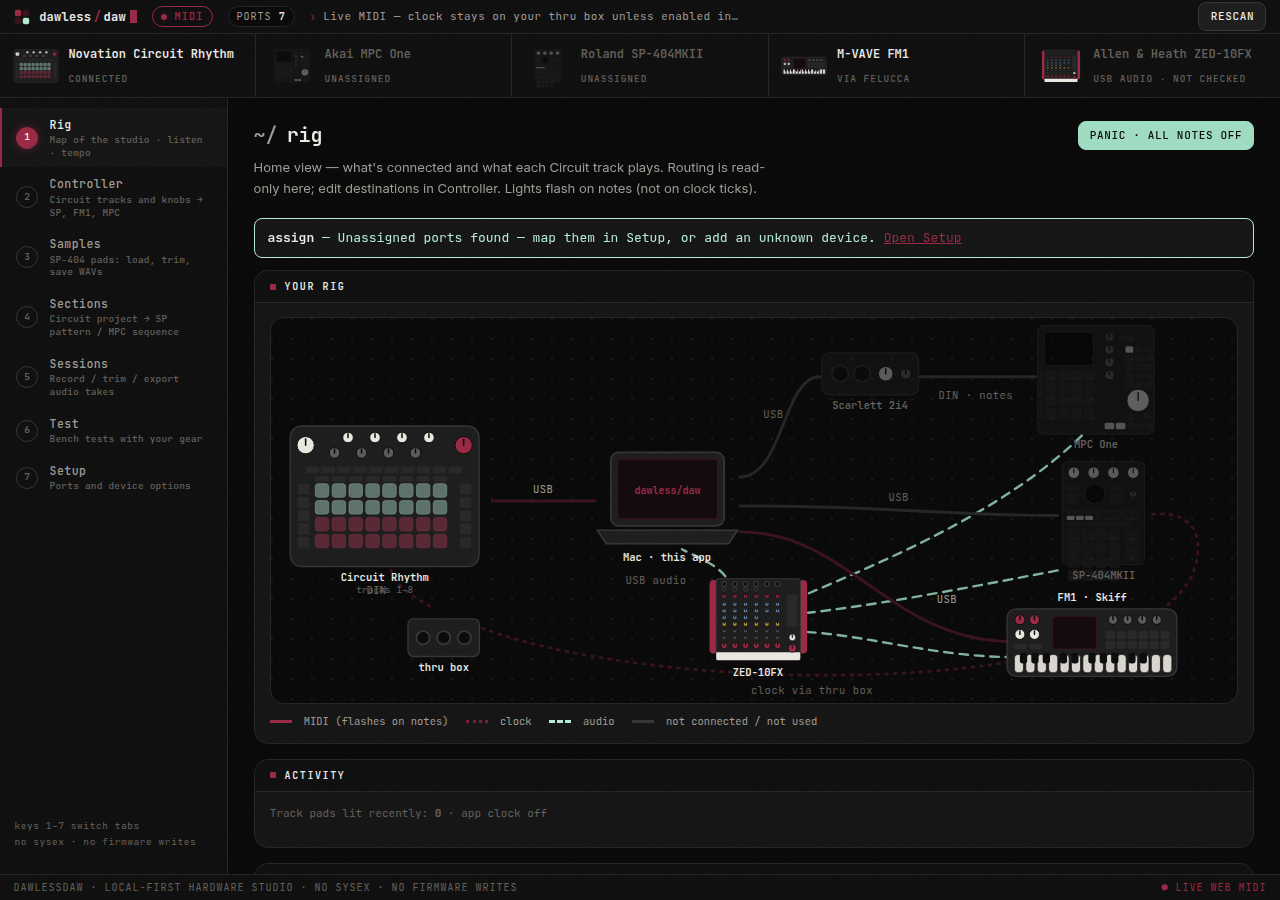 dawless/daw
MIDI
PORTS 7
› Live MIDI — clock stays on your thru box unless enabled in…
RESCAN
Novation Circuit Rhythm
CONNECTED
Akai MPC One
UNASSIGNED
Roland SP-404MKII
UNASSIGNED
M-VAVE FM1
VIA FELUCCA
Allen & Heath ZED-10FX
USB AUDIO · NOT CHECKED
1
Rig
Map of the studio · listen
· tempo
2
Controller
Circuit tracks and knobs →
SP, FM1, MPC
3
Samples
SP-404 pads: load, trim,
save WAVs
4
Sections
Circuit project → SP
pattern / MPC sequence
5
Sessions
Record / trim / export
audio takes
6
Test
Bench tests with your gear
7
Setup
Ports and device options
keys 1–7 switch tabs
no sysex · no firmware writes
~/ rig
PANIC · ALL NOTES OFF
Home view — what's connected and what each Circuit track plays. Routing is read-
only here; edit destinations in Controller. Lights flash on notes (not on clock ticks).
assign — Unassigned ports found — map them in Setup, or add an unknown device. Open Setup
YOUR RIG
Scarlett 2i4
DIN · notes
USB
MPC One
USB
dawless/daw
USB
Mac · this app
USB audio
SP-404MKII
Circuit Rhythm
tracks 1–8
DIN
USB
FM1 · Skiff
thru box
ZED-10FX
clock via thru box
MIDI (flashes on notes)
clock
audio
not connected / not used
ACTIVITY
Track pads lit recently: 0 · app clock off
DAWLESSDAW · LOCAL-FIRST HARDWARE STUDIO · NO SYSEX · NO FIRMWARE WRITES
LIVE WEB MIDI